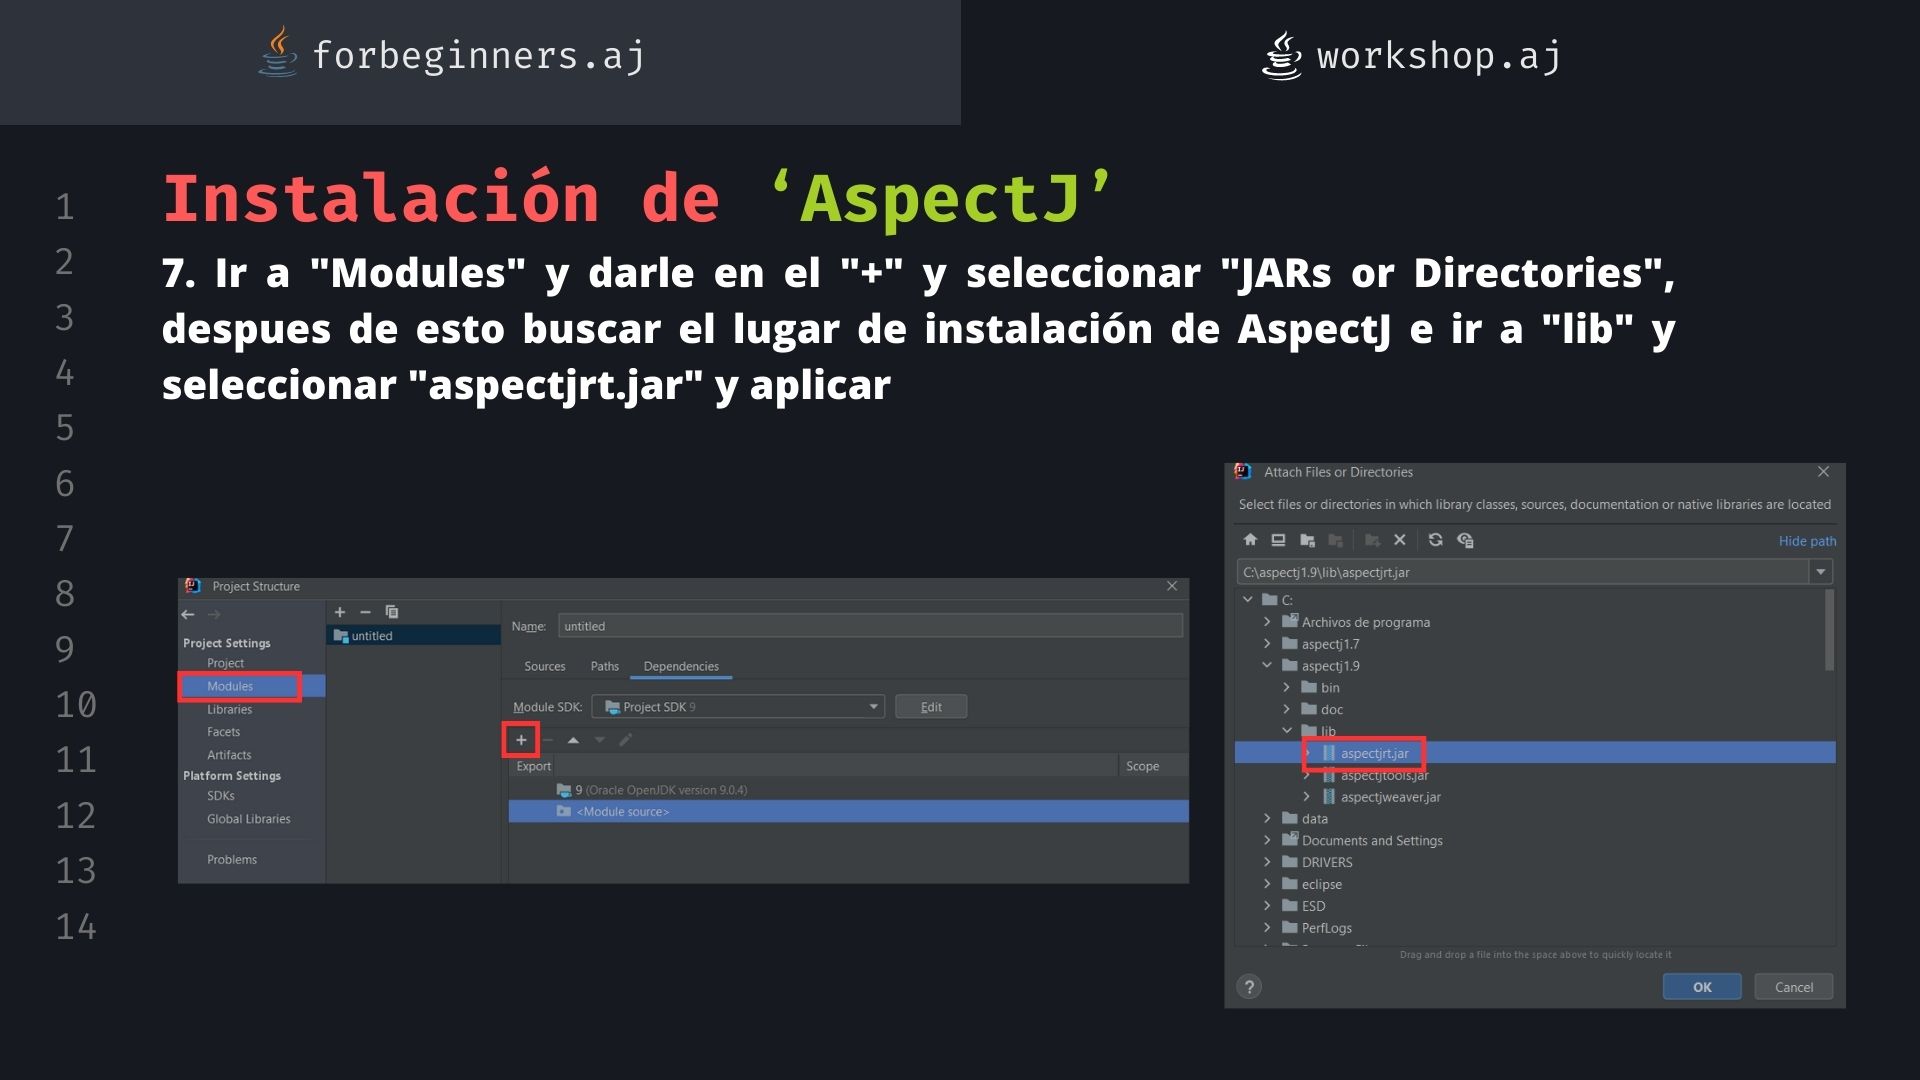 forbeginners.aj
workshop.aj
Instalación de ‘AspectJ’
7. Ir a "Modules" y darle en el "+" y seleccionar "JARs or Directories",
despues de esto buscar el lugar de instalación de AspectJ e ir a "lib" y
seleccionar "aspectjrt.jar" y aplicar
1
2
3
4
5
6
7
8
9
10
11
12
13
14
Project Structure
Project Settings
Project
Modules
Libraries
Facets
Artifacts
Platform Settings
SDKs
Global Libraries
Problems
untitled
Name: untitled
Sources Paths Dependencies
Module SDK: Project SDK 9 Edit
Export Scope
9 (Oracle OpenJDK version 9.0.4)
<Module source>
Attach Files or Directories
Select files or directories in which library classes, sources, documentation or native libraries are located
Hide path
C:\aspectj1.9\lib\aspectjrt.jar
C:
Archivos de programa
aspectj1.7
aspectj1.9
bin
doc
lib
aspectjrt.jar
aspectjtools.jar
aspectjweaver.jar
data
Documents and Settings
DRIVERS
eclipse
ESD
PerfLogs
Drag and drop a file into the space above to quickly locate it
? OK Cancel